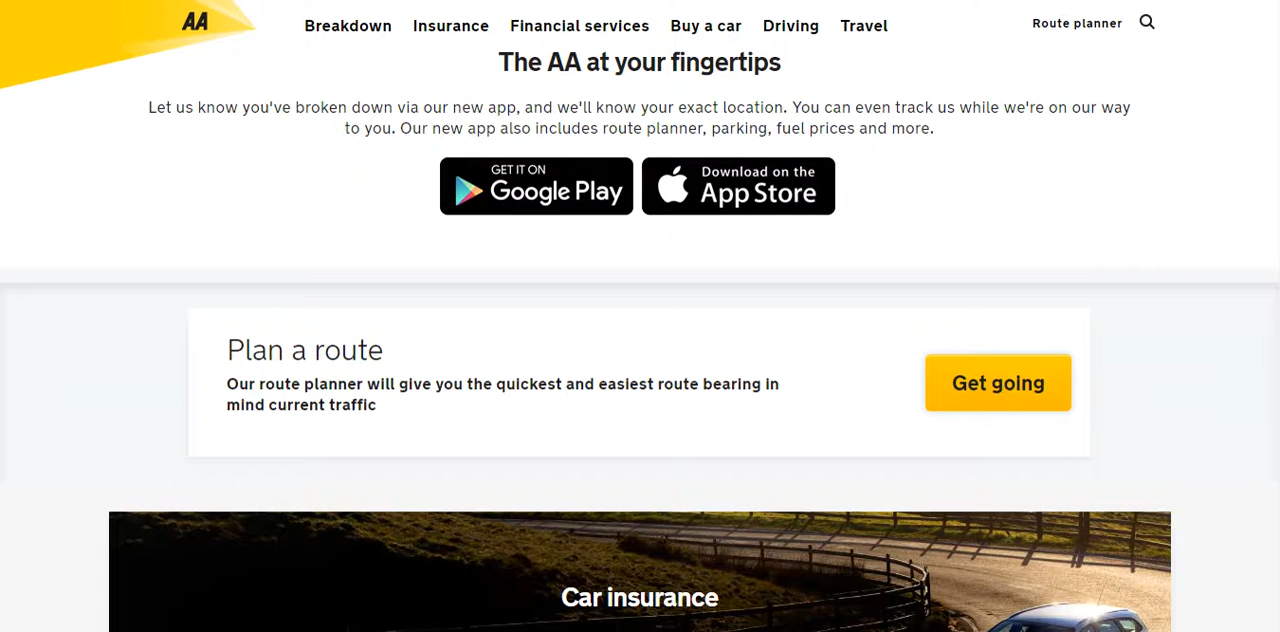 AA
Breakdown Insurance Financial services Buy a car Driving Travel Route planner
The AA at your fingertips
Let us know you've broken down via our new app, and we'll know your exact location. You can even track us while we're on our way
to you. Our new app also includes route planner, parking, fuel prices and more.
GET IT ON
Google Play
Download on the
App Store
Plan a route
Our route planner will give you the quickest and easiest route bearing in
mind current traffic
Get going
Car insurance